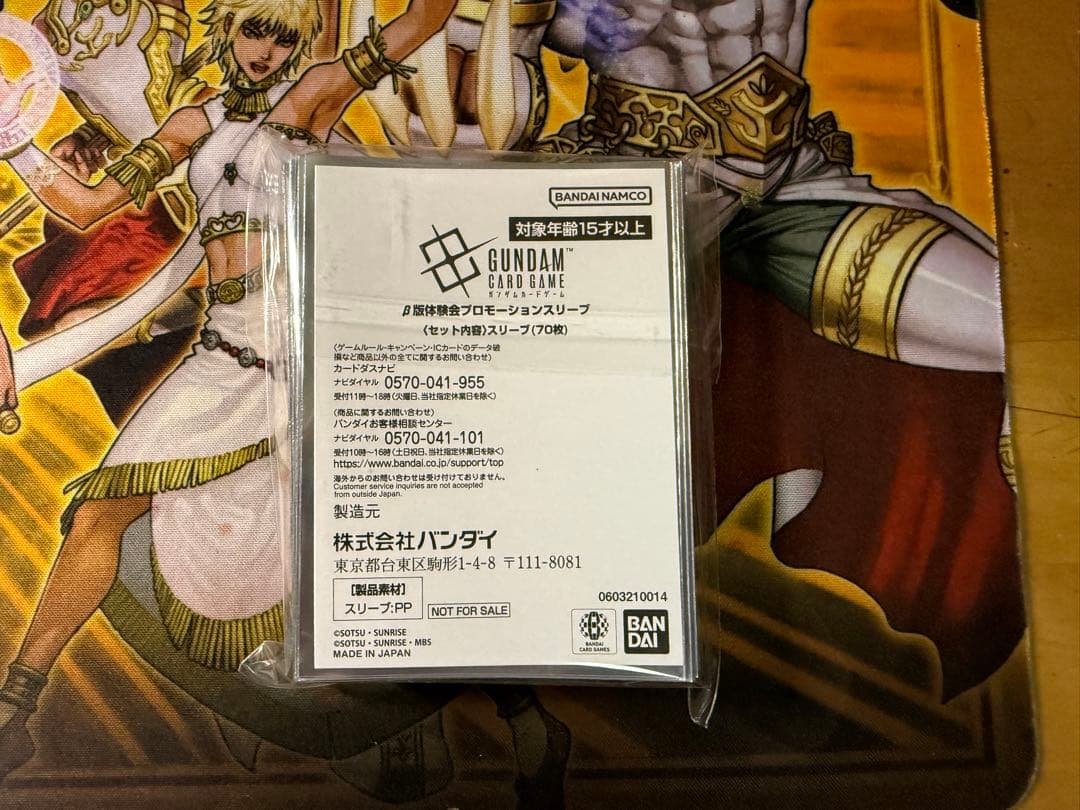 BANDAI NAMCO
対象年齢15才以上
GUNDAM™
CARD GAME
ガンダムカードゲーム
β版体験会プロモーションスリーブ
〈セット内容〉スリーブ(70枚)
〈ゲームルール・キャンペーン・ICカードのデータ破
損など商品以外の全てに関するお問い合わせ〉
カードダスナビ
ナビダイヤル 0570-041-955
受付11時～18時(火曜日、当社指定休業日を除く)
〈商品に関するお問い合わせ〉
バンダイお客様相談センター
ナビダイヤル 0570-041-101
受付10時～16時(土日祝日、当社指定休業日を除く)
https://www.bandai.co.jp/support/top
海外からのお問い合わせは受け付けておりません。
Customer service inquiries are not accepted
from outside Japan.
製造元
株式会社バンダイ
東京都台東区駒形1-4-8 〒111-8081
[製品素材]
スリーブ:PP
NOT FOR SALE
0603210014
©SOTSU・SUNRISE
©SOTSU・SUNRISE・MBS
MADE IN JAPAN
BANDAI
CARD GAMES
BAN
DAI